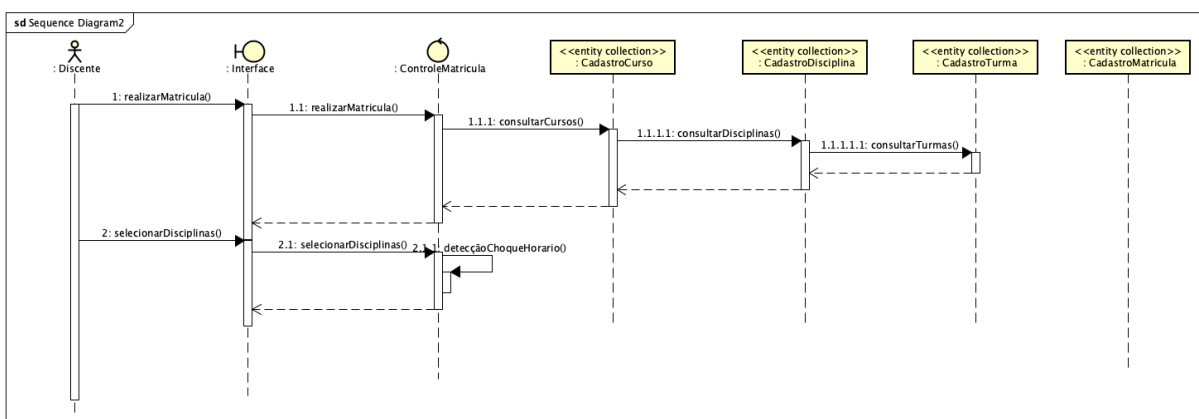 sd Sequence Diagram2
: Discente
: Interface
: ControleMatricula
<<entity collection>>
: CadastroCurso
<<entity collection>>
: CadastroDisciplina
<<entity collection>>
: CadastroTurma
<<entity collection>>
: CadastroMatricula
1: realizarMatricula()
1.1: realizarMatricula()
1.1.1: consultarCursos()
1.1.1.1: consultarDisciplinas()
1.1.1.1.1: consultarTurmas()
2: selecionarDisciplinas()
2.1: selecionarDisciplinas()
2.1.1: detecçãoChoqueHorario()